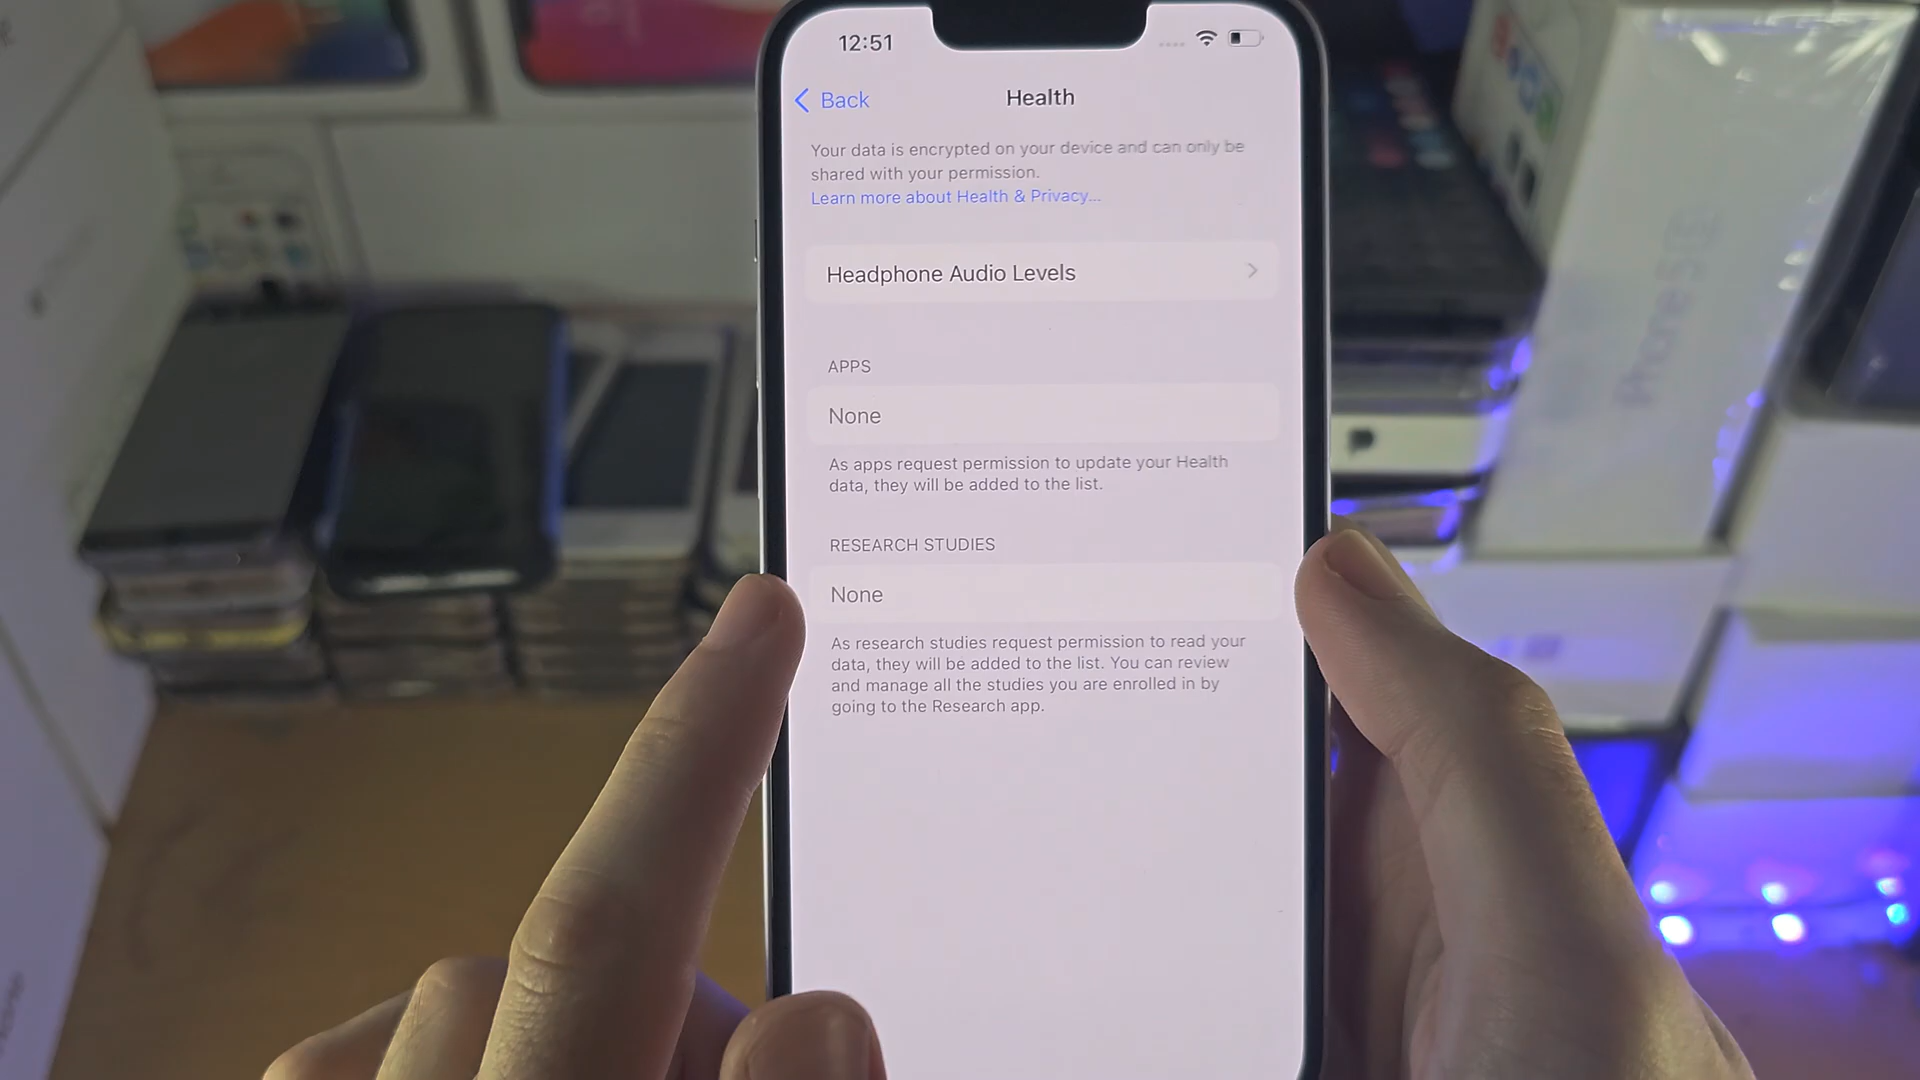 12:51
Back
Health
Your data is encrypted on your device and can only be
shared with your permission.
Learn more about Health & Privacy...
Headphone Audio Levels
APPS
None
As apps request permission to update your Health
data, they will be added to the list.
RESEARCH STUDIES
None
As research studies request permission to read your
data, they will be added to the list. You can review
and manage all the studies you are enrolled in by
going to the Research app.
iPhone SE